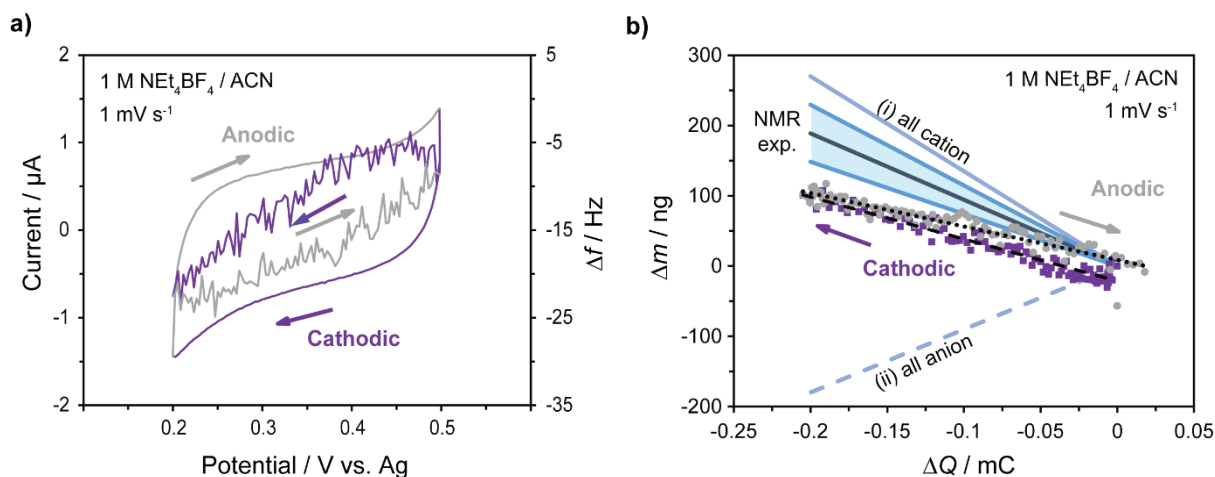 a)
2
1
0
-1
-2
Current / µA
5
-5
-15
-25
-35
Δf / Hz
1 M NEt₄BF₄ / ACN
1 mV s⁻¹
Anodic
Cathodic
0.2
0.3
0.4
0.5
Potential / V vs. Ag
b)
300
200
100
0
-100
-200
Δm / ng
1 M NEt₄BF₄ / ACN
1 mV s⁻¹
NMR
exp.
(i) all cation
Anodic
Cathodic
(ii) all anion
-0.25
-0.2
-0.15
-0.1
-0.05
0
0.05
ΔQ / mC